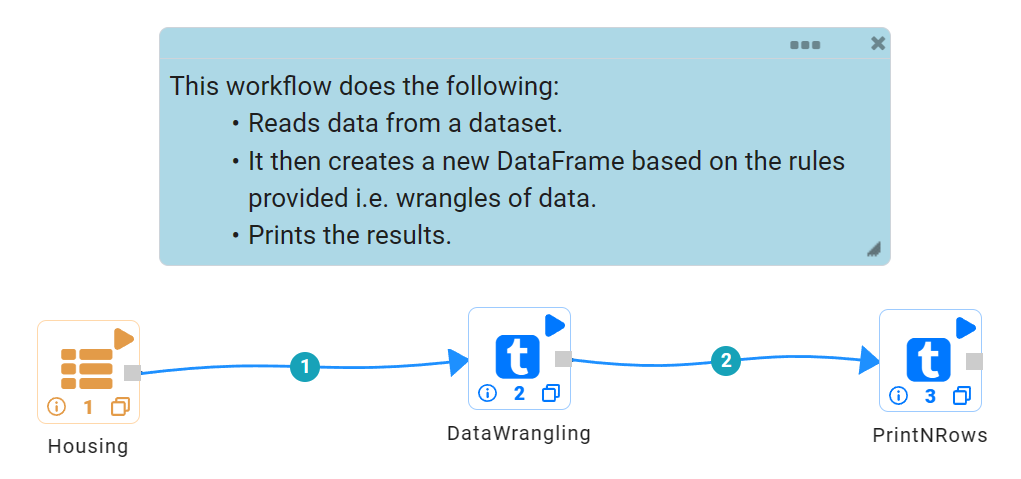 This workflow does the following:
• Reads data from a dataset.
• It then creates a new DataFrame based on the rules
provided i.e. wrangles of data.
• Prints the results.
1
2
t
t
1
2
3
Housing
DataWrangling
PrintNRows